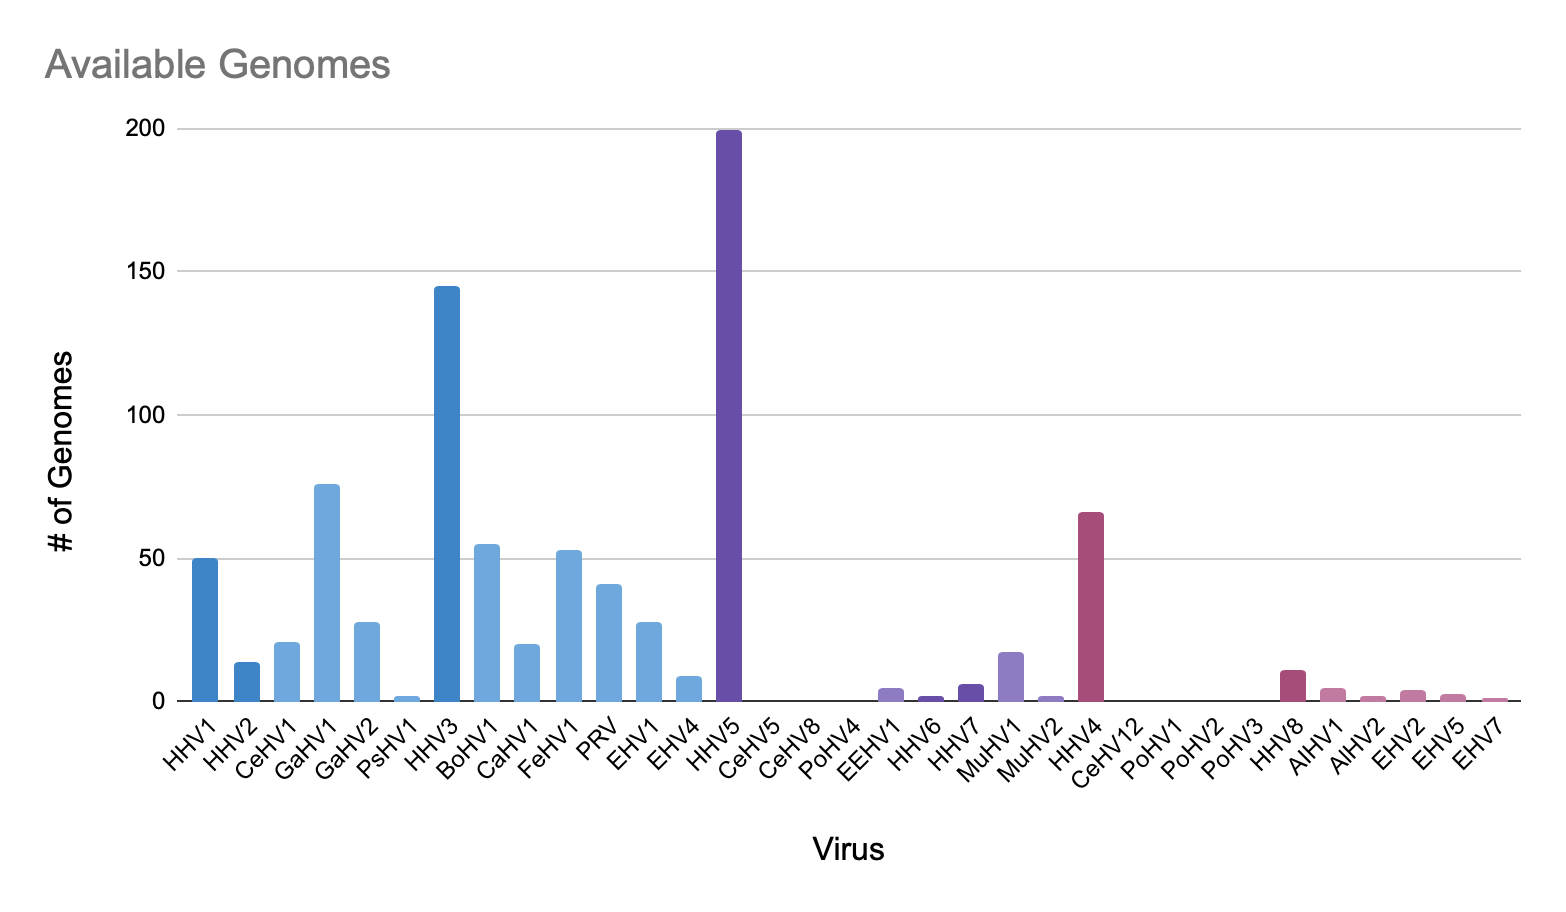 Available Genomes
200
150
100
50
0
# of Genomes
HHV1
HHV2
CeHV1
GaHV1
GaHV2
PsHV1
HHV3
BoHV1
CaHV1
FeHV1
PRV
EHV1
EHV4
HHV5
CeHV5
CeHV8
PoHV4
EEHV1
HHV6
HHV7
MuHV1
MuHV2
HHV4
CeHV12
PoHV1
PoHV2
PoHV3
HHV8
AlHV1
AlHV2
EHV2
EHV5
EHV7
Virus